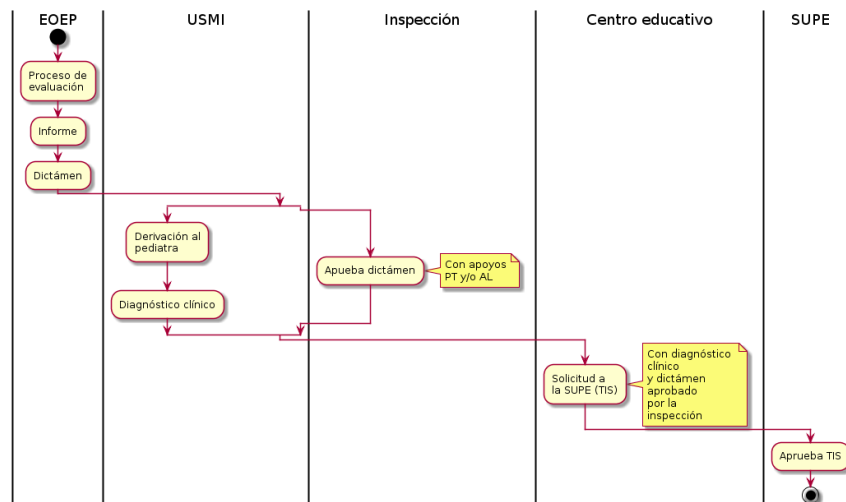 EOEP
USMI
Inspección
Centro educativo
SUPE
Proceso de
evaluación
Informe
Dictámen
Derivación al
pediatra
Diagnóstico clínico
Apueba dictámen
Con apoyos
PT y/o AL
Solicitud a
la SUPE (TIS)
Con diagnóstico
clínico
y dictámen
aprobado
por la
inspección
Aprueba TIS